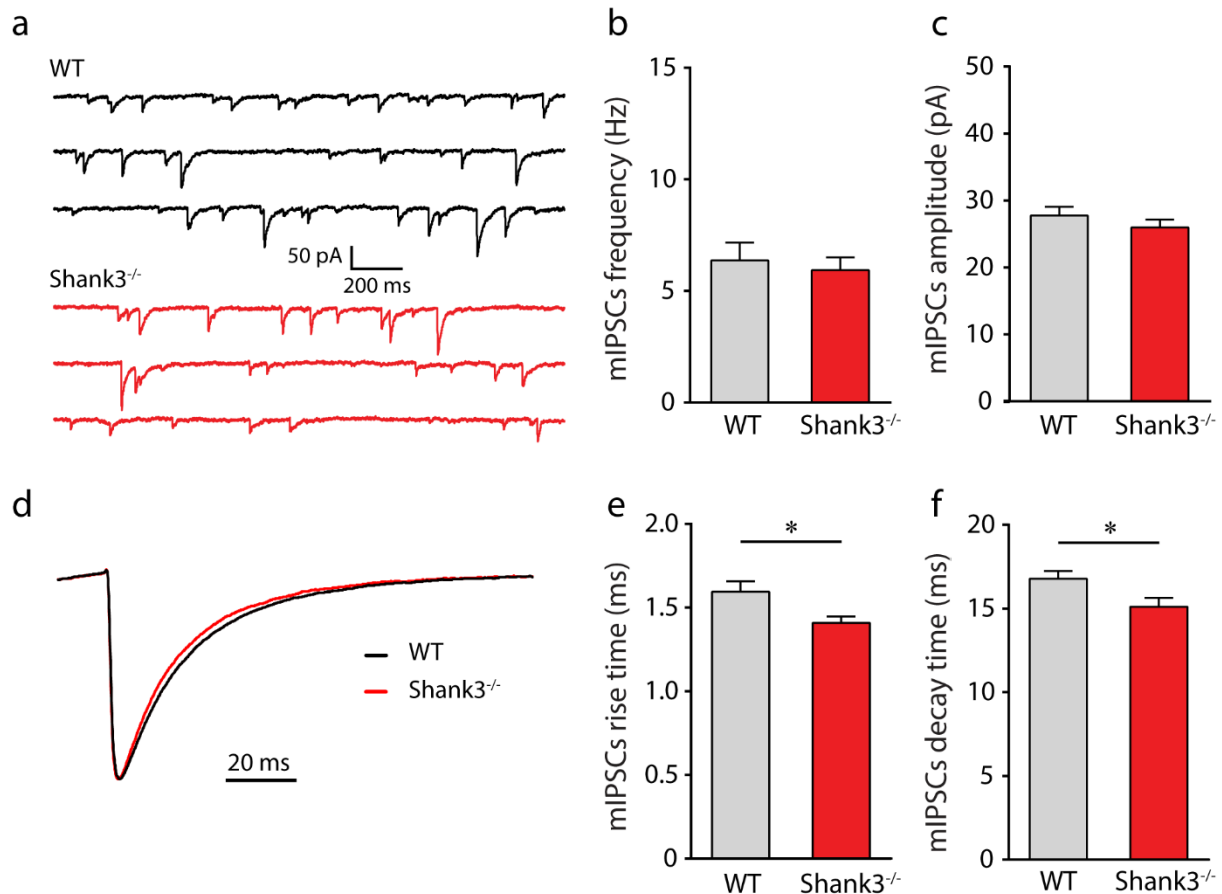 a
WT
50 pA
200 ms
Shank3-/-
b
mIPSCs frequency (Hz)
15
10
5
0
WT
Shank3-/-
c
mIPSCs amplitude (pA)
50
40
30
20
10
0
WT
Shank3-/-
d
WT
Shank3-/-
20 ms
e
mIPSCs rise time (ms)
2.0
1.5
1.0
0.5
0
*
WT
Shank3-/-
f
mIPSCs decay time (ms)
20
15
10
5
0
*
WT
Shank3-/-